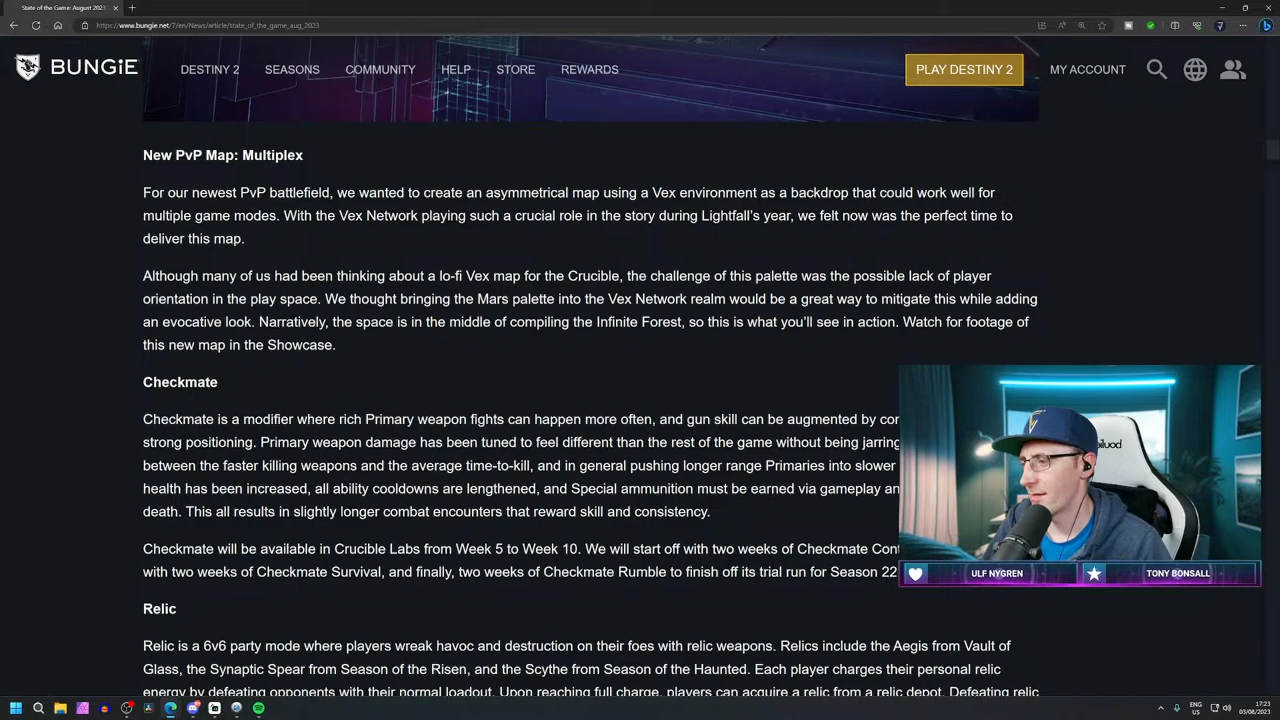 State of the Game: August 2023
https://www.bungie.net/7/en/News/article/state_of_the_game_aug_2023
BUNGiE
DESTINY 2
SEASONS
COMMUNITY
HELP
STORE
REWARDS
PLAY DESTINY 2
MY ACCOUNT
New PvP Map: Multiplex
For our newest PvP battlefield, we wanted to create an asymmetrical map using a Vex environment as a backdrop that could work well for
multiple game modes. With the Vex Network playing such a crucial role in the story during Lightfall's year, we felt now was the perfect time to
deliver this map.
Although many of us had been thinking about a lo-fi Vex map for the Crucible, the challenge of this palette was the possible lack of player
orientation in the play space. We thought bringing the Mars palette into the Vex Network realm would be a great way to mitigate this while adding
an evocative look. Narratively, the space is in the middle of compiling the Infinite Forest, so this is what you'll see in action. Watch for footage of
this new map in the Showcase.
Checkmate
Checkmate is a modifier where rich Primary weapon fights can happen more often, and gun skill can be augmented by cor
strong positioning. Primary weapon damage has been tuned to feel different than the rest of the game without being jarring
between the faster killing weapons and the average time-to-kill, and in general pushing longer range Primaries into slower
health has been increased, all ability cooldowns are lengthened, and Special ammunition must be earned via gameplay an
death. This all results in slightly longer combat encounters that reward skill and consistency.
Checkmate will be available in Crucible Labs from Week 5 to Week 10. We will start off with two weeks of Checkmate Cont
with two weeks of Checkmate Survival, and finally, two weeks of Checkmate Rumble to finish off its trial run for Season 22
ULF NYGREN
TONY BONSALL
Relic
Relic is a 6v6 party mode where players wreak havoc and destruction on their foes with relic weapons. Relics include the Aegis from Vault of
Glass, the Synaptic Spear from Season of the Risen, and the Scythe from Season of the Haunted. Each player charges their personal relic
energy by defeating opponents with their normal loadout. Upon reaching full charge, players can acquire a relic from a relic depot. Defeating relic
ENG
US
17:23
03/08/2023